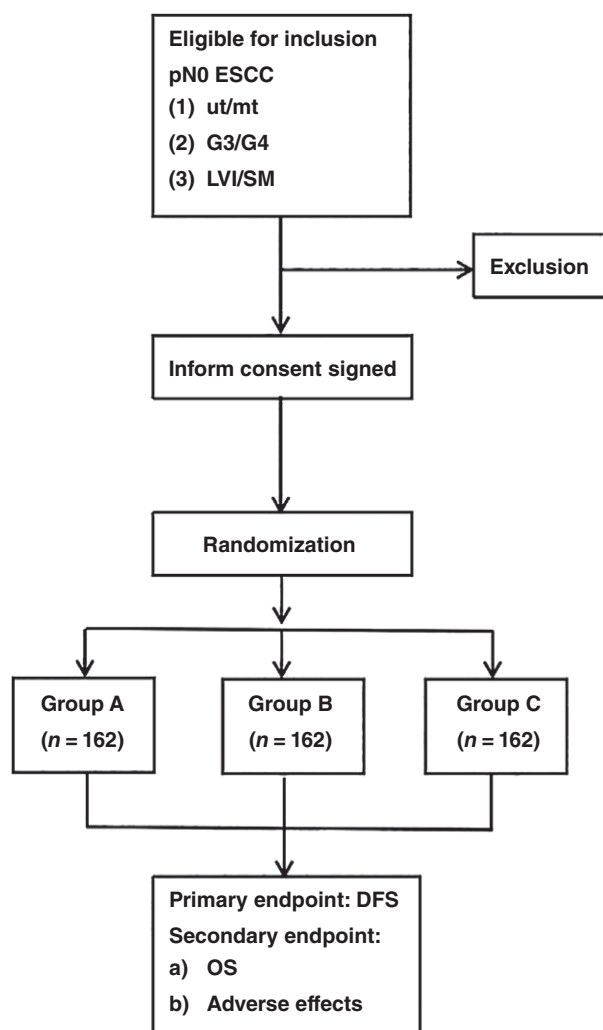 Eligible for inclusion
pN0 ESCC
(1) ut/mt
(2) G3/G4
(3) LVI/SM
Exclusion
Inform consent signed
Randomization
Group A
(n = 162)
Group B
(n = 162)
Group C
(n = 162)
Primary endpoint: DFS
Secondary endpoint:
a) OS
b) Adverse effects